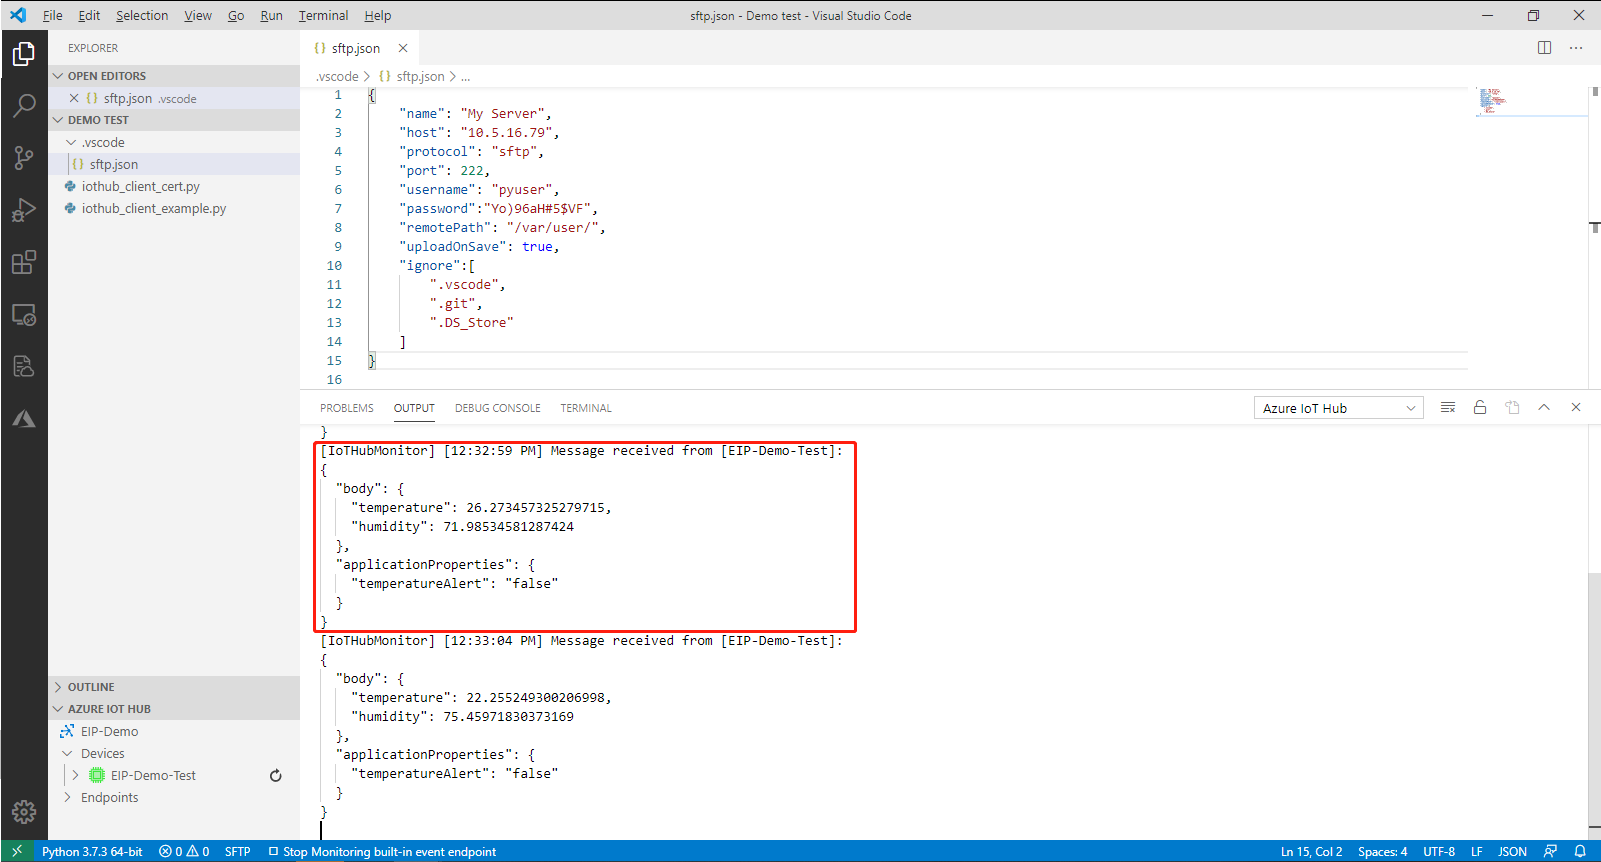 File Edit Selection View Go Run Terminal Help
sftp.json - Demo test - Visual Studio Code
EXPLORER
OPEN EDITORS
{} sftp.json .vscode
DEMO TEST
.vscode
{} sftp.json
iothub_client_cert.py
iothub_client_example.py
OUTLINE
AZURE IOT HUB
EIP-Demo
Devices
EIP-Demo-Test
Endpoints
{} sftp.json
.vscode > {} sftp.json > ...
1 {
2 "name": "My Server",
3 "host": "10.5.16.79",
4 "protocol": "sftp",
5 "port": 222,
6 "username": "pyuser",
7 "password":"Yo)96aH#5$VF",
8 "remotePath": "/var/user/",
9 "uploadOnSave": true,
10 "ignore":[
11 ".vscode",
12 ".git",
13 ".DS_Store"
14 ]
15 }
16
PROBLEMS OUTPUT DEBUG CONSOLE TERMINAL
Azure IoT Hub
}
[IoTHubMonitor] [12:32:59 PM] Message received from [EIP-Demo-Test]:
{
"body": {
"temperature": 26.273457325279715,
"humidity": 71.98534581287424
},
"applicationProperties": {
"temperatureAlert": "false"
}
}
[IoTHubMonitor] [12:33:04 PM] Message received from [EIP-Demo-Test]:
{
"body": {
"temperature": 22.255249300206998,
"humidity": 75.45971830373169
},
"applicationProperties": {
"temperatureAlert": "false"
}
}
Python 3.7.3 64-bit 0 0 SFTP Stop Monitoring built-in event endpoint
Ln 15, Col 2 Spaces: 4 UTF-8 LF JSON